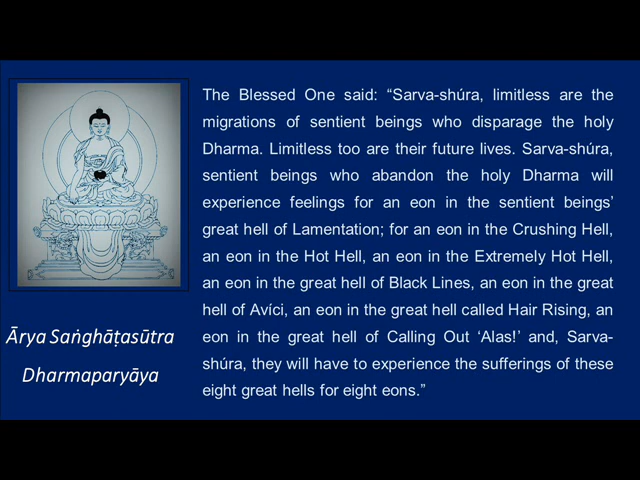 The Blessed One said: “Sarva-shúra, limitless are the
migrations of sentient beings who disparage the holy
Dharma. Limitless too are their future lives. Sarva-shúra,
sentient beings who abandon the holy Dharma will
experience feelings for an eon in the sentient beings’
great hell of Lamentation; for an eon in the Crushing Hell,
an eon in the Hot Hell, an eon in the Extremely Hot Hell,
an eon in the great hell of Black Lines, an eon in the great
hell of Avíci, an eon in the great hell called Hair Rising, an
eon in the great hell of Calling Out ‘Alas!’ and, Sarva-
shúra, they will have to experience the sufferings of these
eight great hells for eight eons.”
Ārya Saṅghāṭasūtra
Dharmaparyāya